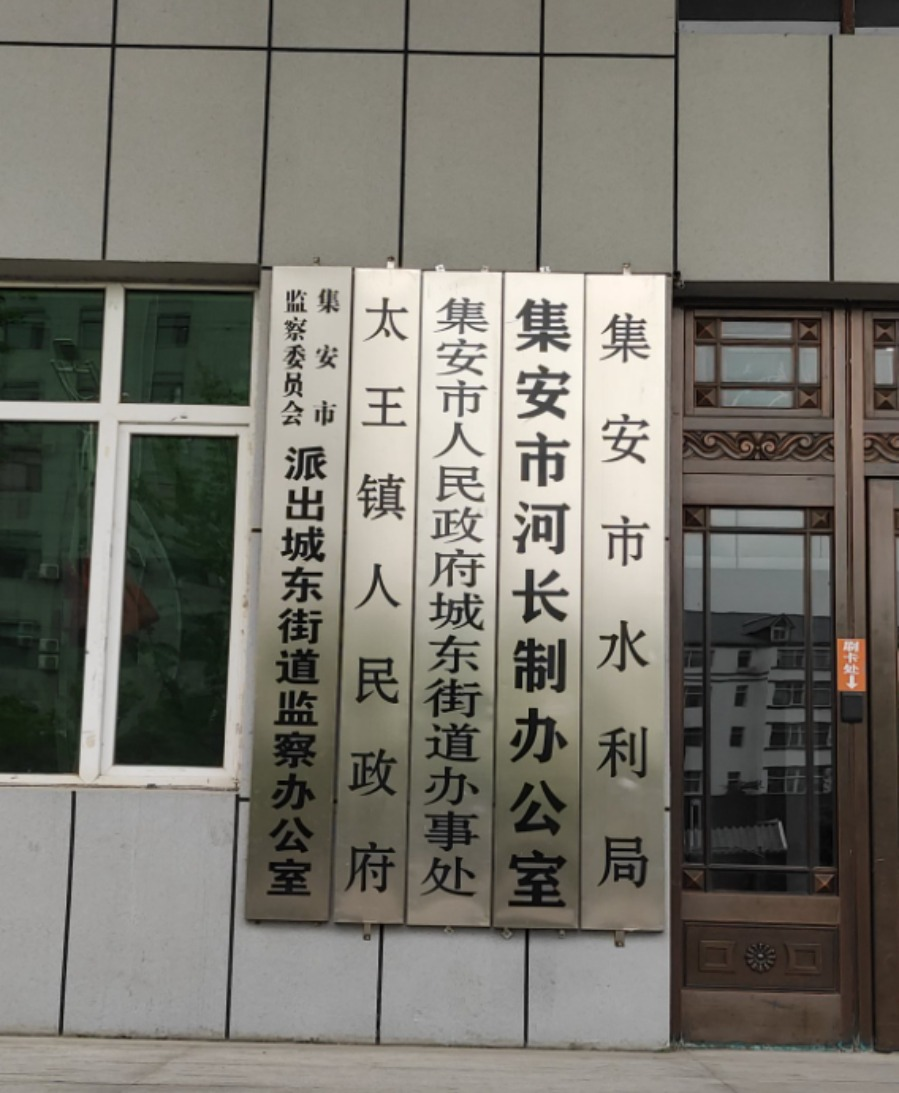 集安市
监察委员会
派出城东街道监察办公室
太王镇人民政府
集安市人民政府城东街道办事处
集安市河长制办公室
集安市水利局
刷卡处